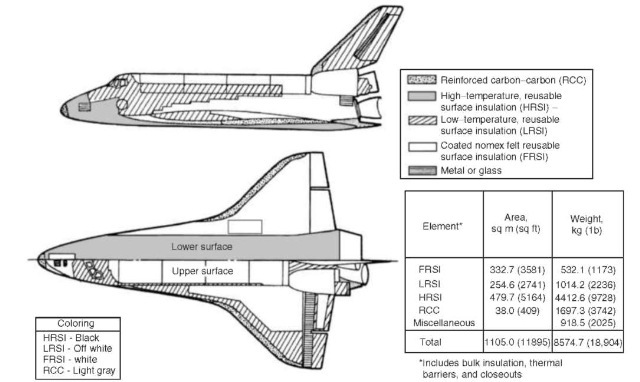 Reinforced carbon-carbon (RCC)
High-temperature, reusable
surface insulation (HRSI) –
Low-temperature, reusable
surface insulation (LRSI)
Coated nomex felt reusable
surface insulation (FRSI)
Metal or glass
Lower surface
Upper surface
Coloring
HRSI - Black
LRSI - Off white
FRSI - white
RCC - Light gray
Element* Area, sq m (sq ft) Weight, kg (1b)
FRSI 332.7 (3581) 532.1 (1173)
LRSI 254.6 (2741) 1014.2 (2236)
HRSI 479.7 (5164) 4412.6 (9728)
RCC 38.0 (409) 1697.3 (3742)
Miscellaneous 918.5 (2025)
Total 1105.0 (11895) 8574.7 (18,904)
*Includes bulk insulation, thermal
barriers, and closeouts